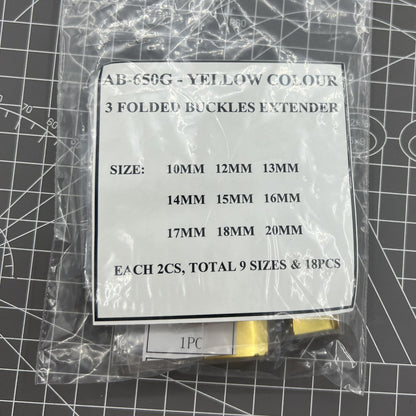 AB-650G - YELLOW COLOUR
3 FOLDED BUCKLES EXTENDER
SIZE: 10MM 12MM 13MM
14MM 15MM 16MM
17MM 18MM 20MM
EACH 2CS, TOTAL 9 SIZES & 18PCS
1PC